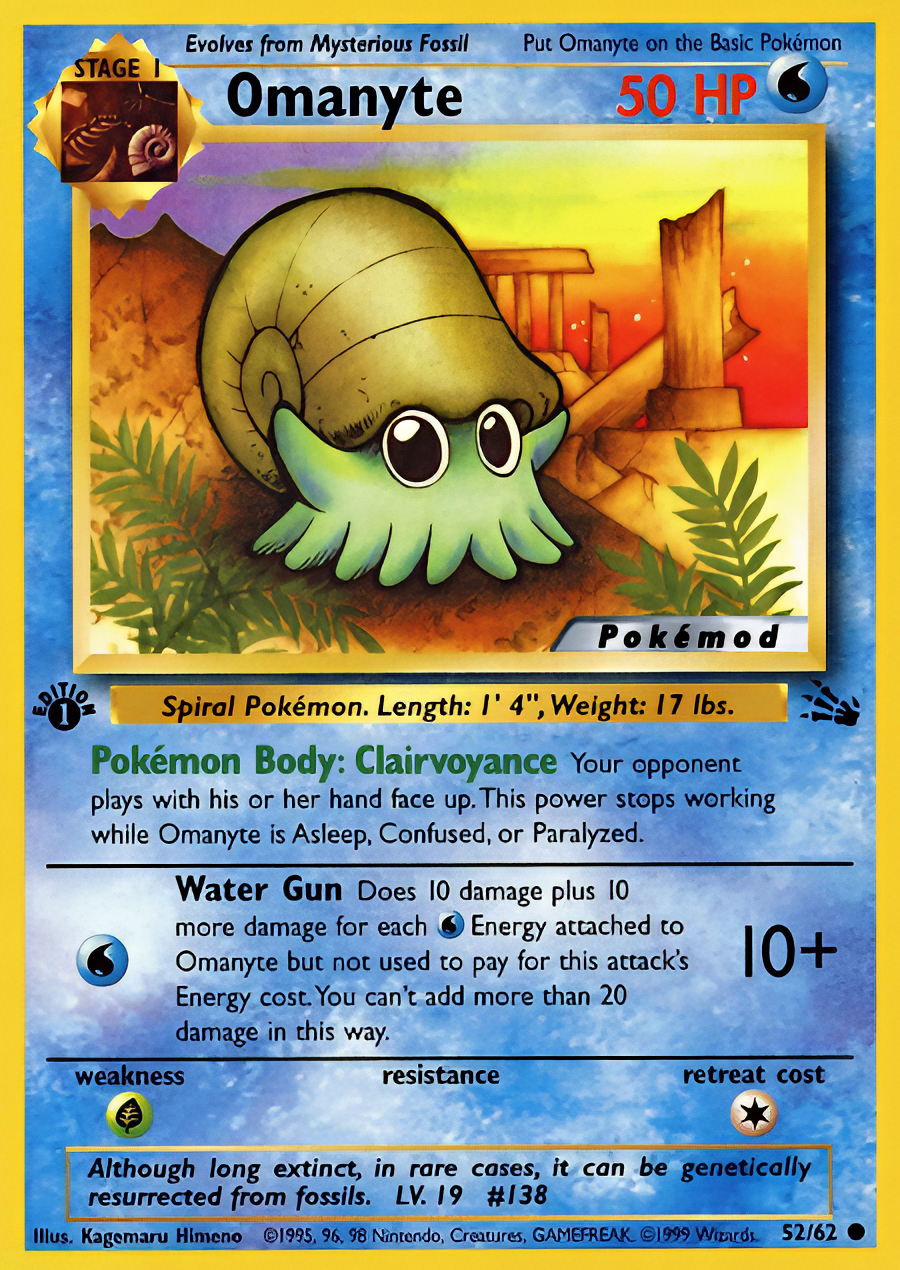 Evolves from Mysterious Fossil Put Omanyte on the Basic Pokémon
STAGE 1
Omanyte 50 HP
Pokémod
EDITION
1
Spiral Pokémon. Length: 1' 4", Weight: 17 lbs.
Pokémon Body: Clairvoyance Your opponent
plays with his or her hand face up. This power stops working
while Omanyte is Asleep, Confused, or Paralyzed.
Water Gun Does 10 damage plus 10
more damage for each Energy attached to
Omanyte but not used to pay for this attack's
Energy cost. You can't add more than 20
damage in this way.
10+
weakness resistance retreat cost
Although long extinct, in rare cases, it can be genetically
resurrected from fossils. LV. 19 #138
Illus. Kagemaru Himeno ©1995, 96, 98 Nintendo, Creatures, GAMEFREAK. ©1999 Wizards. 52/62